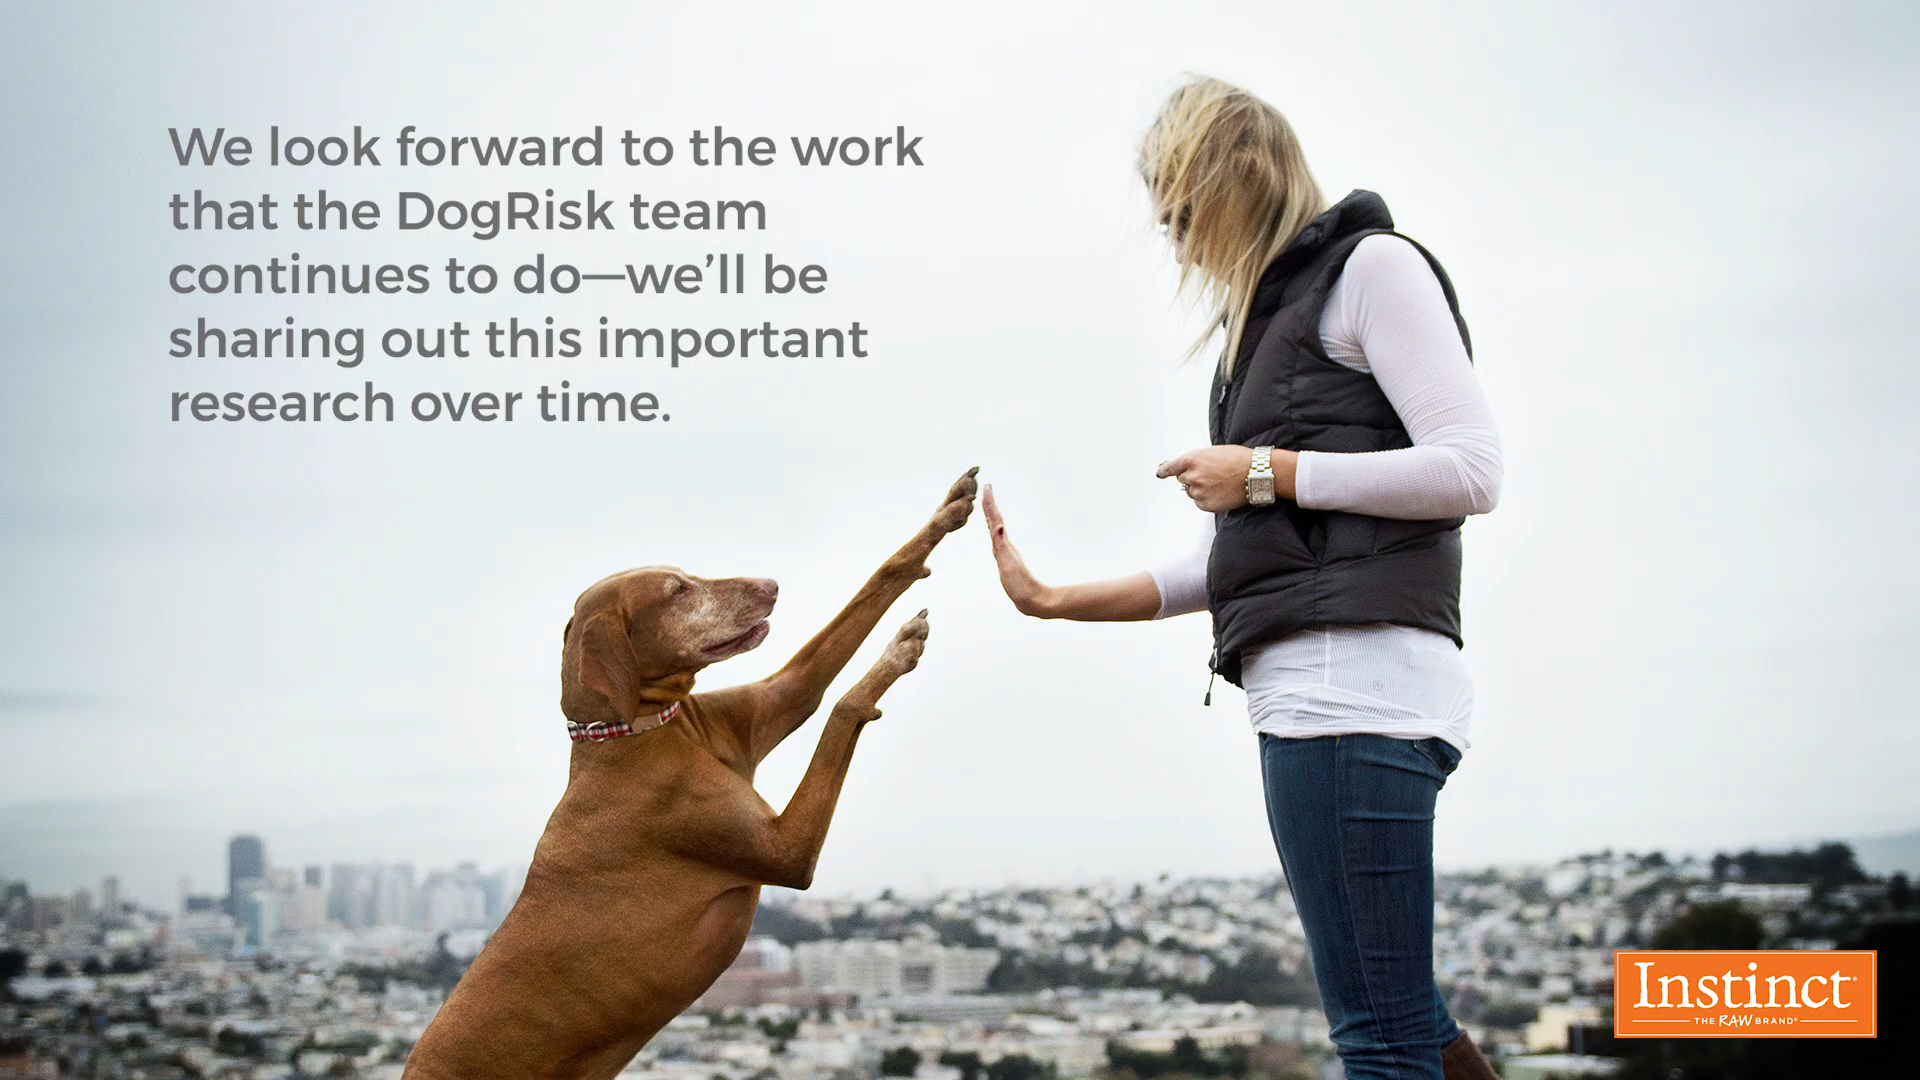 We look forward to the work
that the DogRisk team
continues to do—we’ll be
sharing out this important
research over time.
Instinct®
THE RAW BRAND®